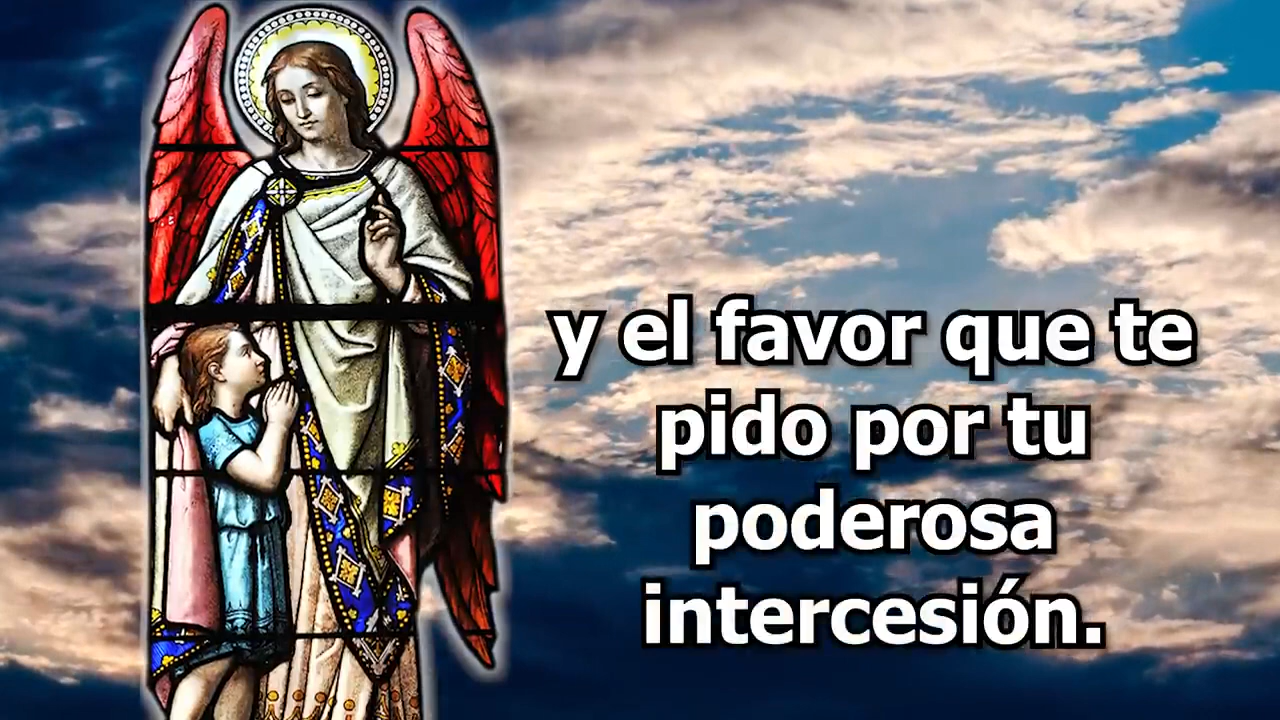 y el favor que te
pido por tu
poderosa
intercesión.